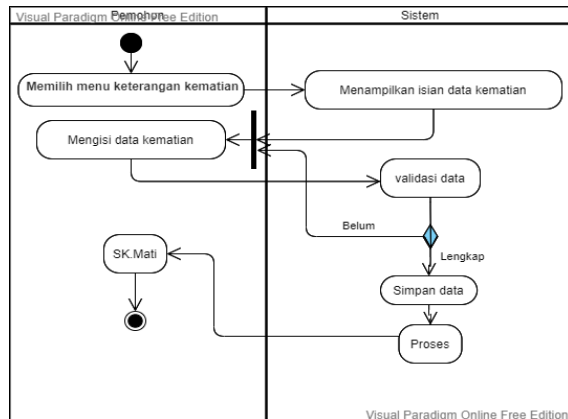 Visual Paradigm Online Free Edition
Pemohon
Sistem
Memilih menu keterangan kematian
Menampilkan isian data kematian
Mengisi data kematian
validasi data
Belum
Lengkap
SK.Mati
Simpan data
Proses
Visual Paradigm Online Free Edition